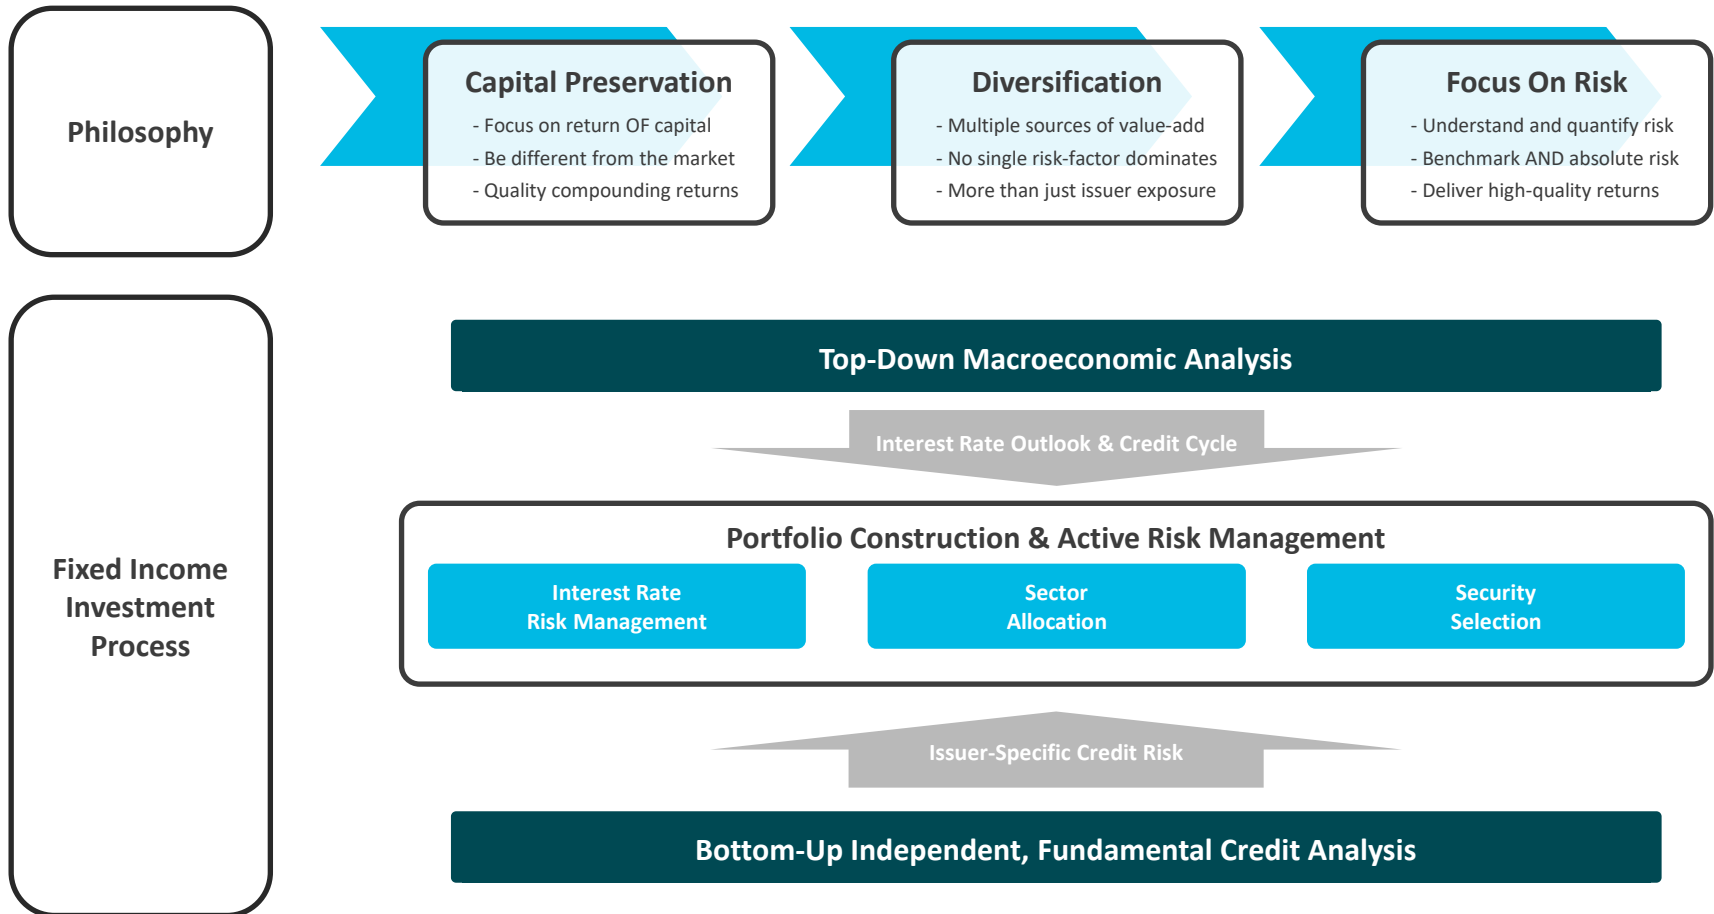 Philosophy
Capital Preservation
- Focus on return OF capital
- Be different from the market
- Quality compounding returns
Diversification
- Multiple sources of value-add
- No single risk-factor dominates
- More than just issuer exposure
Focus On Risk
- Understand and quantify risk
- Benchmark AND absolute risk
- Deliver high-quality returns
Fixed Income
Investment
Process
Top-Down Macroeconomic Analysis
Interest Rate Outlook & Credit Cycle
Portfolio Construction & Active Risk Management
Interest Rate
Risk Management
Sector
Allocation
Security
Selection
Issuer-Specific Credit Risk
Bottom-Up Independent, Fundamental Credit Analysis